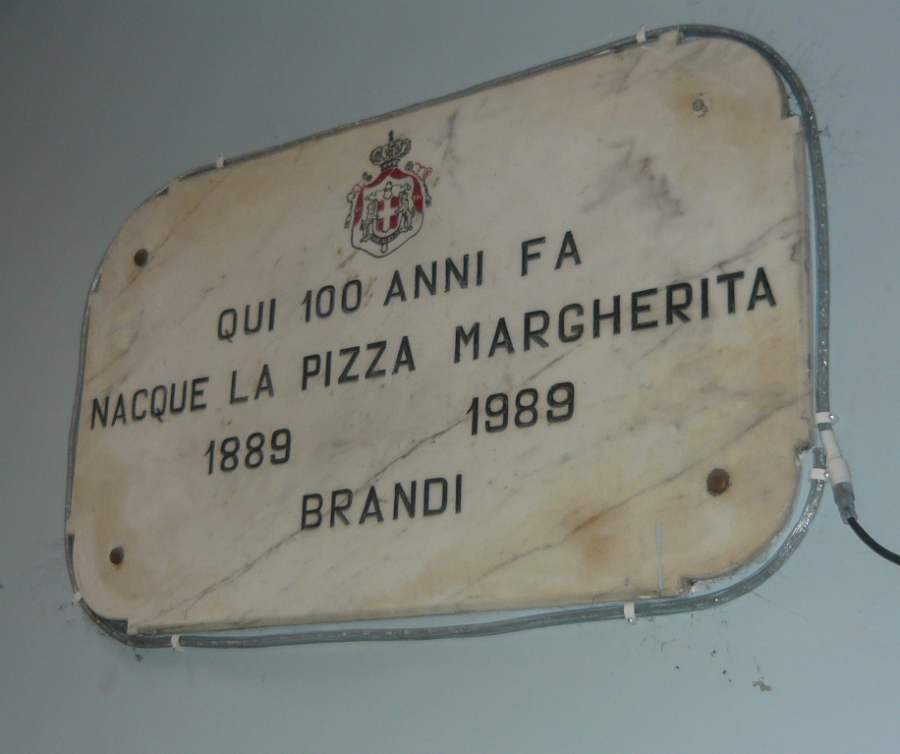 QUI 100 ANNI FA
NACQUE LA PIZZA MARGHERITA
1889 1989
BRANDI